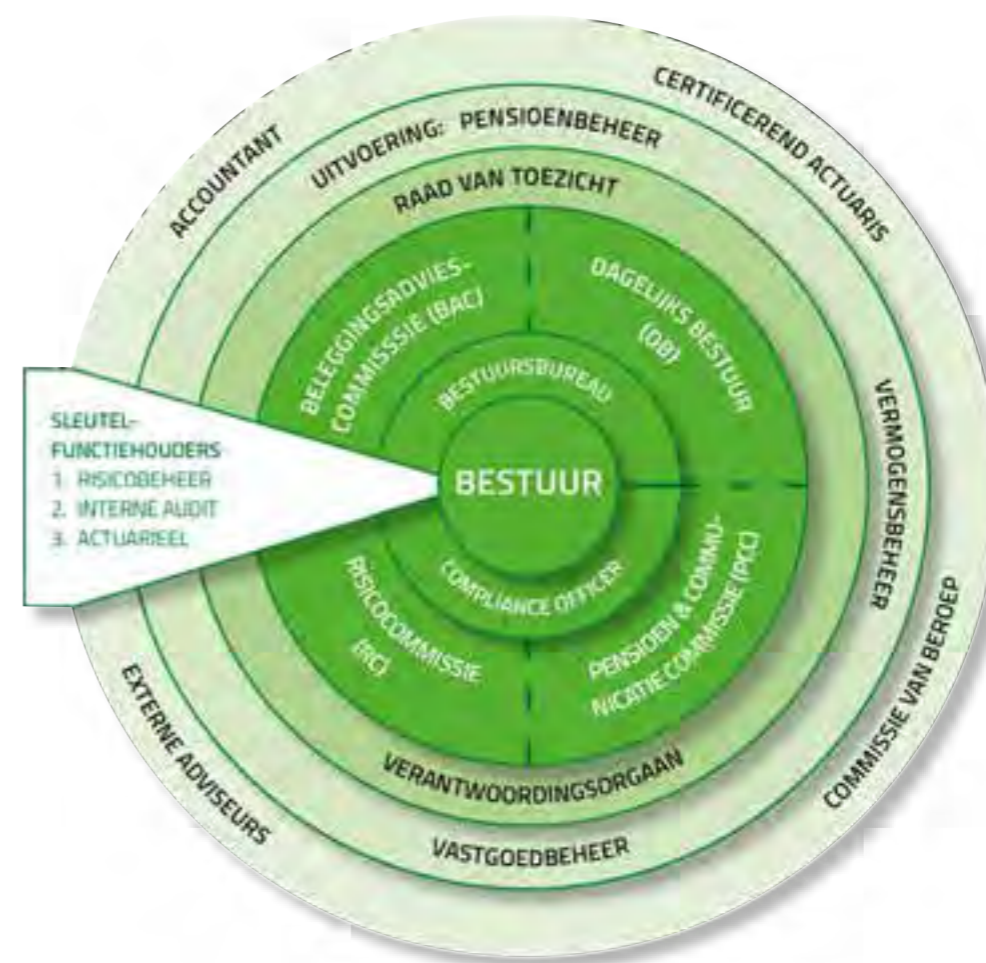 CERTIFICEREND ACTUARIS
ACCOUNTANT
UITVOERING: PENSIOENBEHEER
RAAD VAN TOEZICHT
BELEGGINGSADVIES-
COMMISSSIE (BAC)
DAGELIJKS BESTUUR
(DB)
BESTUURSBUREAU
VERMOGENSBEHEER
SLEUTEL-
FUNCTIEHOUDERS
1. RISICOBEHEER
2. INTERNE AUDIT
3. ACTUARIEEL
BESTUUR
COMPLIANCE OFFICER
RISICOCOMMISSIE
(RC)
PENSIOEN & COMMU-
NICATIE COMMISSIE (PCC)
COMMISSIE VAN BEROEP
EXTERNE ADVISEURS
VERANTWOORDINGSORGAAN
VASTGOEDBEHEER